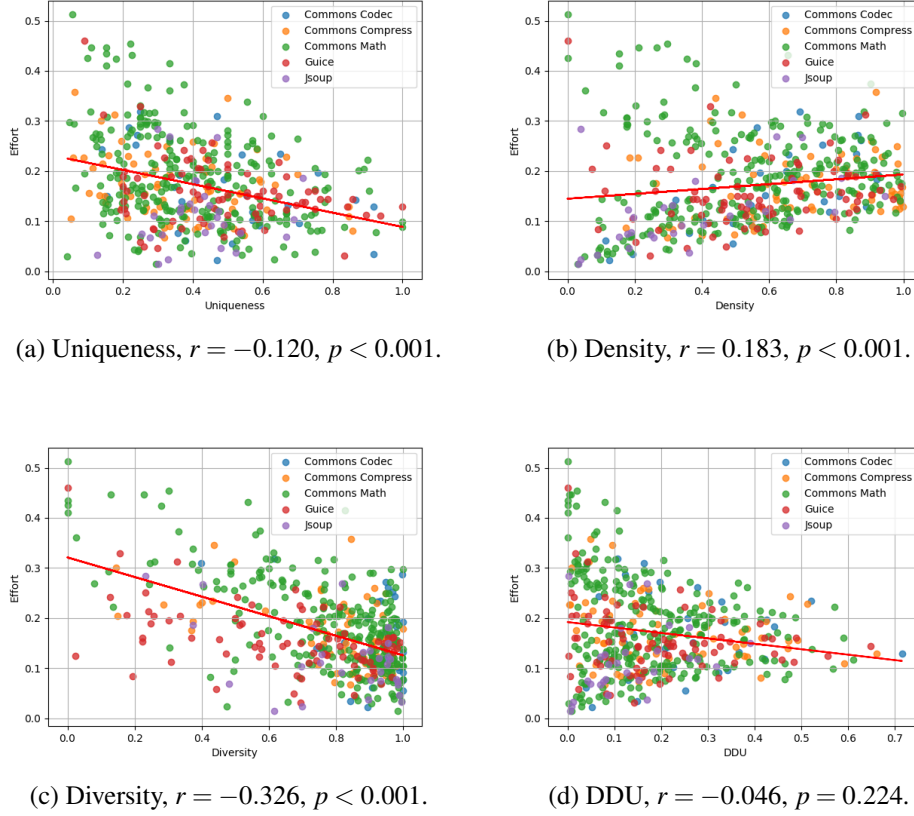 Commons Codec
Commons Compress
Commons Math
Guice
Jsoup
0.5
0.4
0.3
0.2
0.1
0.0
Effort
0.0 0.2 0.4 0.6 0.8 1.0
Uniqueness
(a) Uniqueness, r = −0.120, p < 0.001.
Commons Codec
Commons Compress
Commons Math
Guice
Jsoup
0.5
0.4
0.3
0.2
0.1
0.0
Effort
0.0 0.2 0.4 0.6 0.8 1.0
Density
(b) Density, r = 0.183, p < 0.001.
Commons Codec
Commons Compress
Commons Math
Guice
Jsoup
0.5
0.4
0.3
0.2
0.1
0.0
Effort
0.0 0.2 0.4 0.6 0.8 1.0
Diversity
(c) Diversity, r = −0.326, p < 0.001.
Commons Codec
Commons Compress
Commons Math
Guice
Jsoup
0.5
0.4
0.3
0.2
0.1
0.0
Effort
0.0 0.1 0.2 0.3 0.4 0.5 0.6 0.7
DDU
(d) DDU, r = −0.046, p = 0.224.